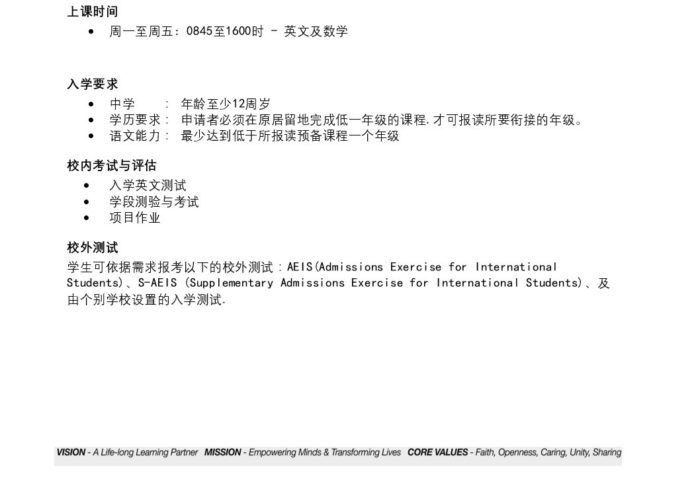 上课时间
• 周一至周五: 0845至1600时 - 英文及数学
入学要求
• 中学 : 年龄至少12周岁
• 学历要求 : 申请者必须在原居留地完成低一年级的课程.才可报读所要衔接的年级。
• 语文能力 : 最少达到低于所报读预备课程一个年级
校内考试与评估
• 入学英文测试
• 学段测验与考试
• 项目作业
校外测试
学生可依据需求报考以下的校外测试：AEIS(Admissions Exercise for International
Students)、S-AEIS (Supplementary Admissions Exercise for International Students)、及
由个别学校设置的入学测试.
VISION - A Life-long Learning Partner MISSION - Empowering Minds & Transforming Lives CORE VALUES - Faith, Openness, Caring, Unity, Sharing